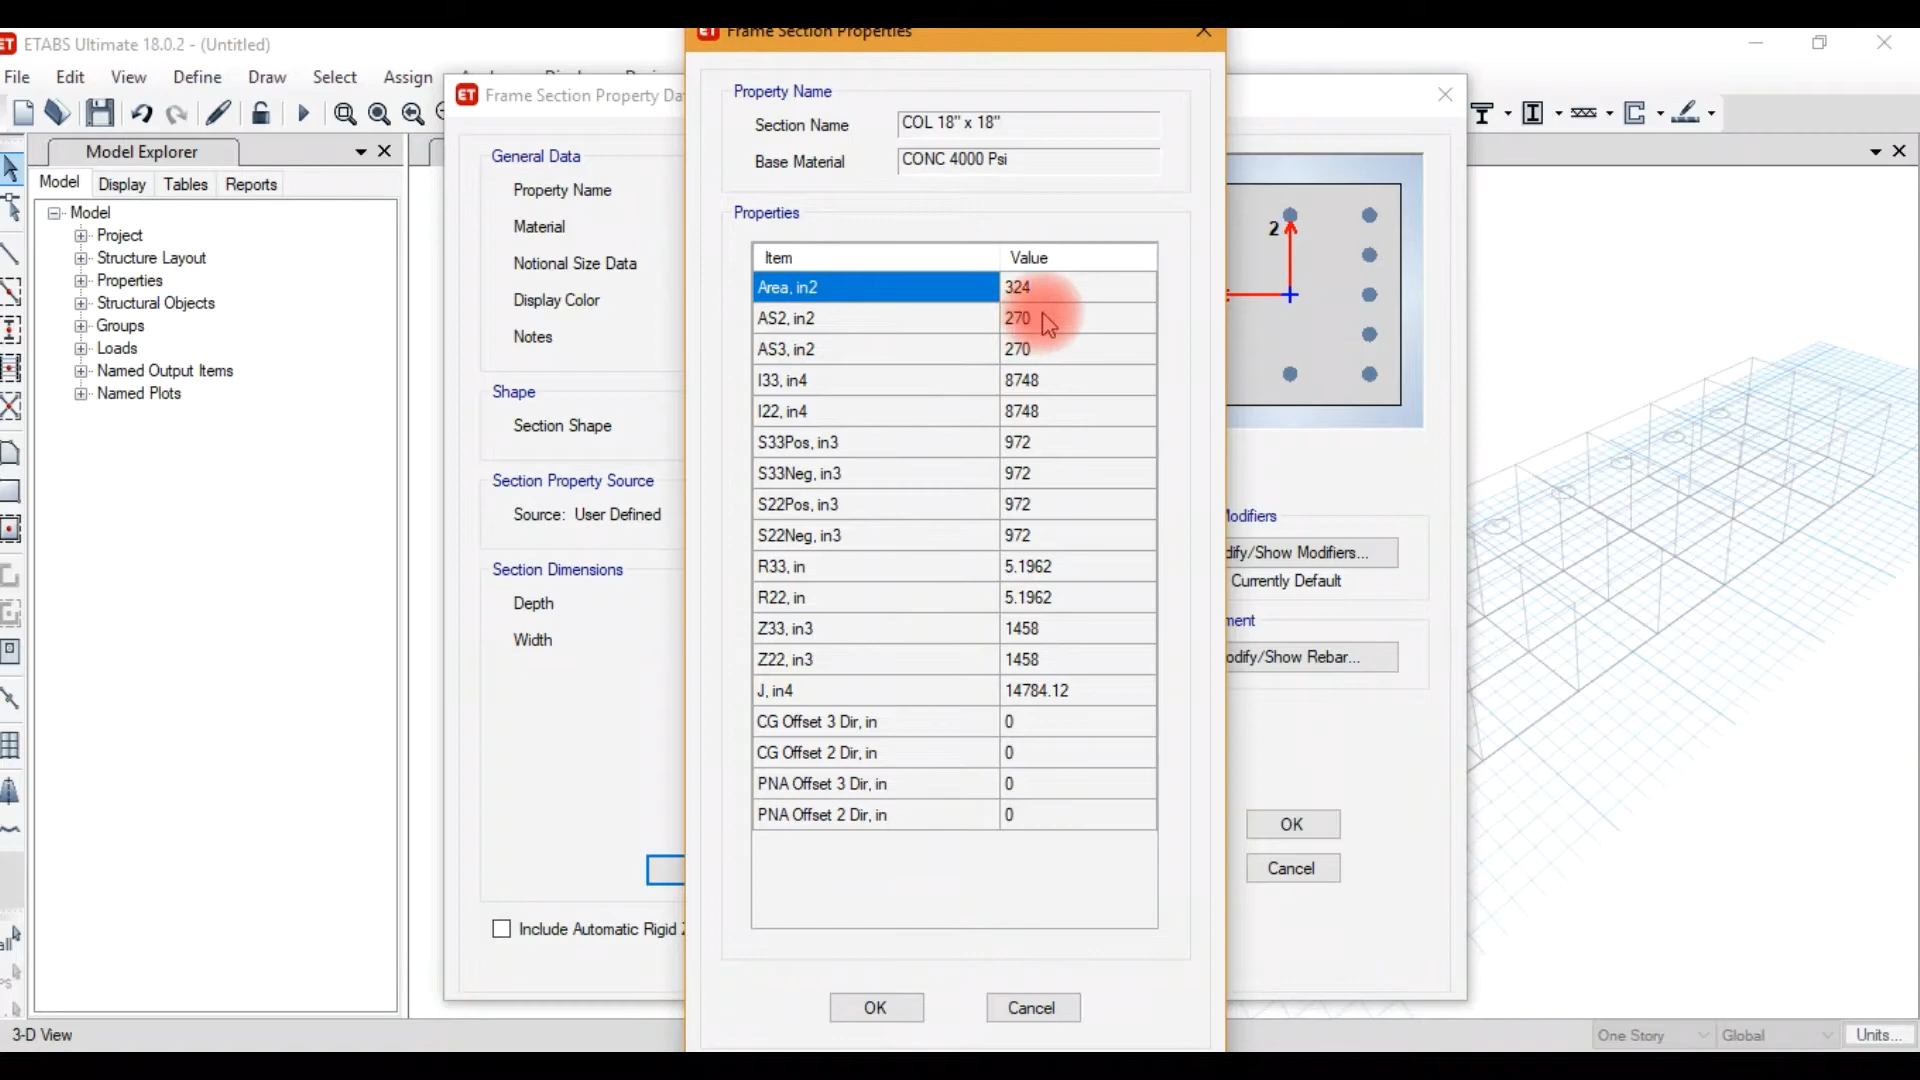 ETABS Ultimate 18.0.2 - (Untitled)
File Edit View Define Draw Select Assign
Model Explorer
Model Display Tables Reports
Model
Project
Structure Layout
Properties
Structural Objects
Groups
Loads
Named Output Items
Named Plots
ET Frame Section Property Da
General Data
Property Name
Material
Notional Size Data
Display Color
Notes
Shape
Section Shape
Section Property Source
Source: User Defined
Section Dimensions
Depth
Width
Include Automatic Rigid
Frame Section Properties
Property Name
Section Name COL 18" x 18"
Base Material CONC 4000 Psi
Properties
Item Value
Area, in2 324
AS2, in2 270
AS3, in2 270
I33, in4 8748
I22, in4 8748
S33Pos, in3 972
S33Neg, in3 972
S22Pos, in3 972
S22Neg, in3 972
R33, in 5.1962
R22, in 5.1962
Z33, in3 1458
Z22, in3 1458
J, in4 14784.12
CG Offset 3 Dir, in 0
CG Offset 2 Dir, in 0
PNA Offset 3 Dir, in 0
PNA Offset 2 Dir, in 0
OK Cancel
2
Modifiers
dify/Show Modifiers...
Currently Default
ment
odify/Show Rebar...
OK
Cancel
3-D View
One Story Global Units...